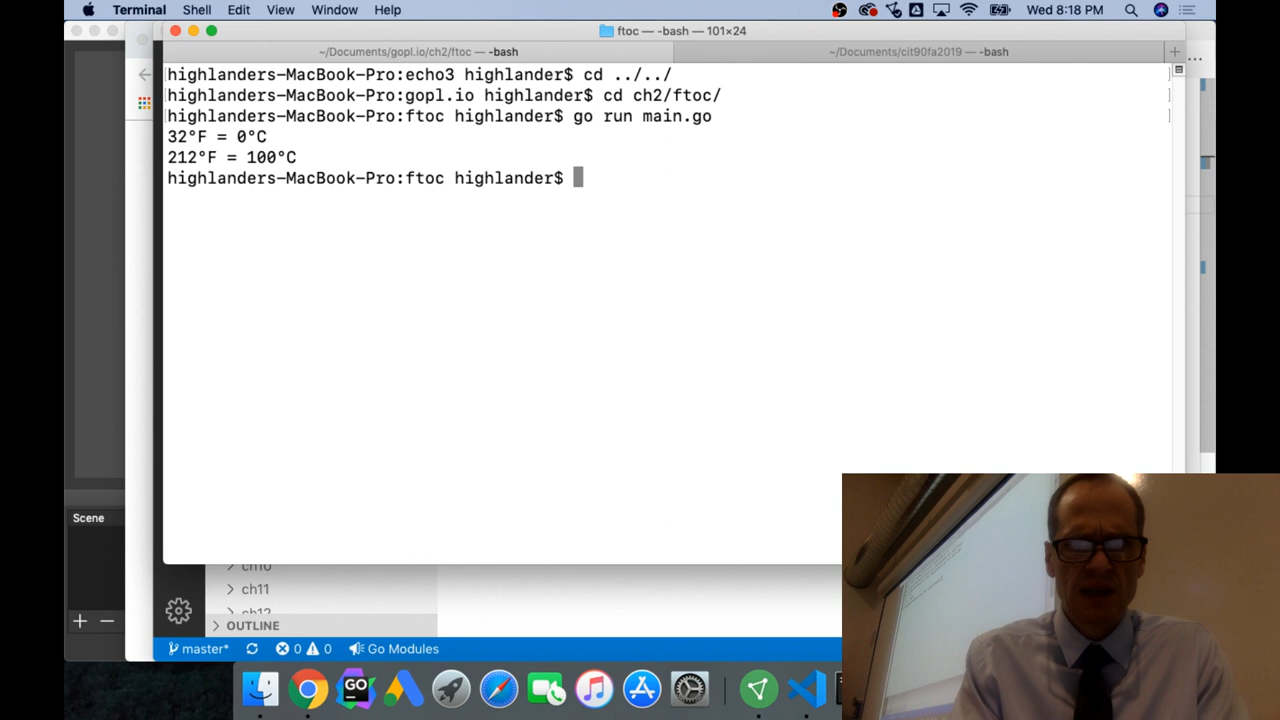 Terminal Shell Edit View Window Help Wed 8:18 PM
ftoc — -bash — 101×24
~/Documents/gopl.io/ch2/ftoc — -bash
~/Documents/cit90fa2019 — -bash
highlanders-MacBook-Pro:echo3 highlander$ cd ../../
highlanders-MacBook-Pro:gopl.io highlander$ cd ch2/ftoc/
highlanders-MacBook-Pro:ftoc highlander$ go run main.go
32°F = 0°C
212°F = 100°C
highlanders-MacBook-Pro:ftoc highlander$
Scene
ch10
ch11
ch12
OUTLINE
master* 0 0 Go Modules
GO